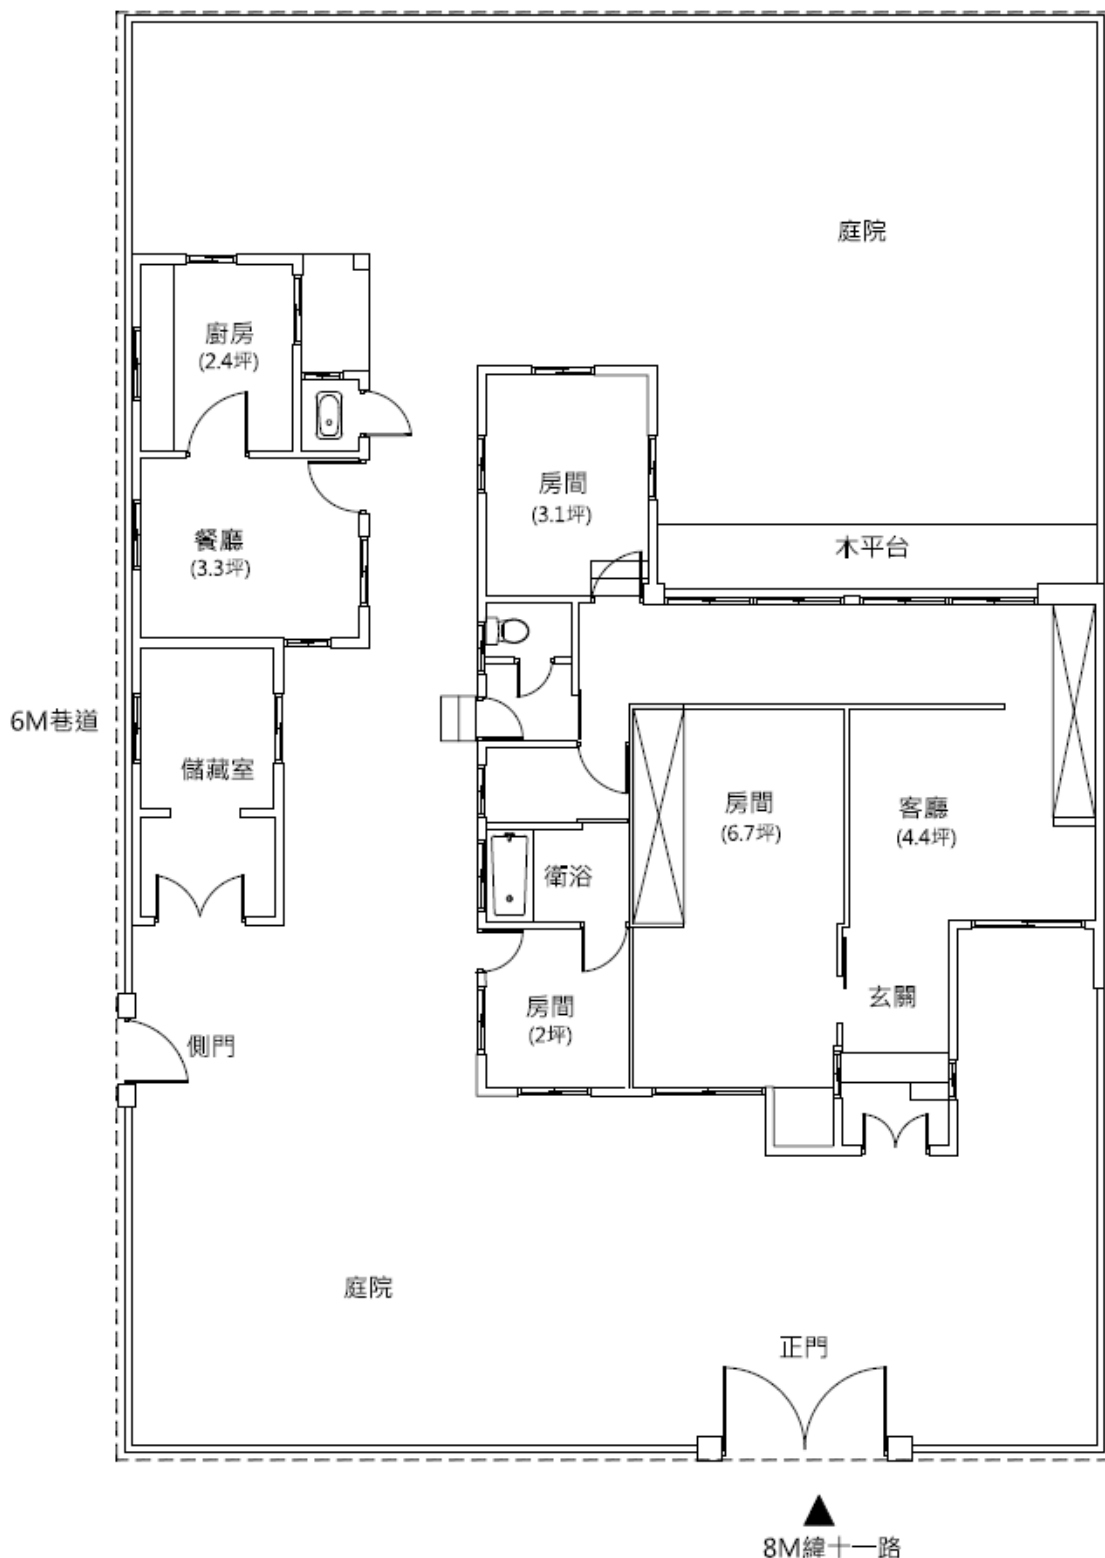 庭院
廚房
(2.4坪)
房間
(3.1坪)
餐廳
(3.3坪)
木平台
6M巷道
儲藏室
房間
(6.7坪)
客廳
(4.4坪)
衛浴
玄關
房間
(2坪)
側門
庭院
正門
8M緯十一路